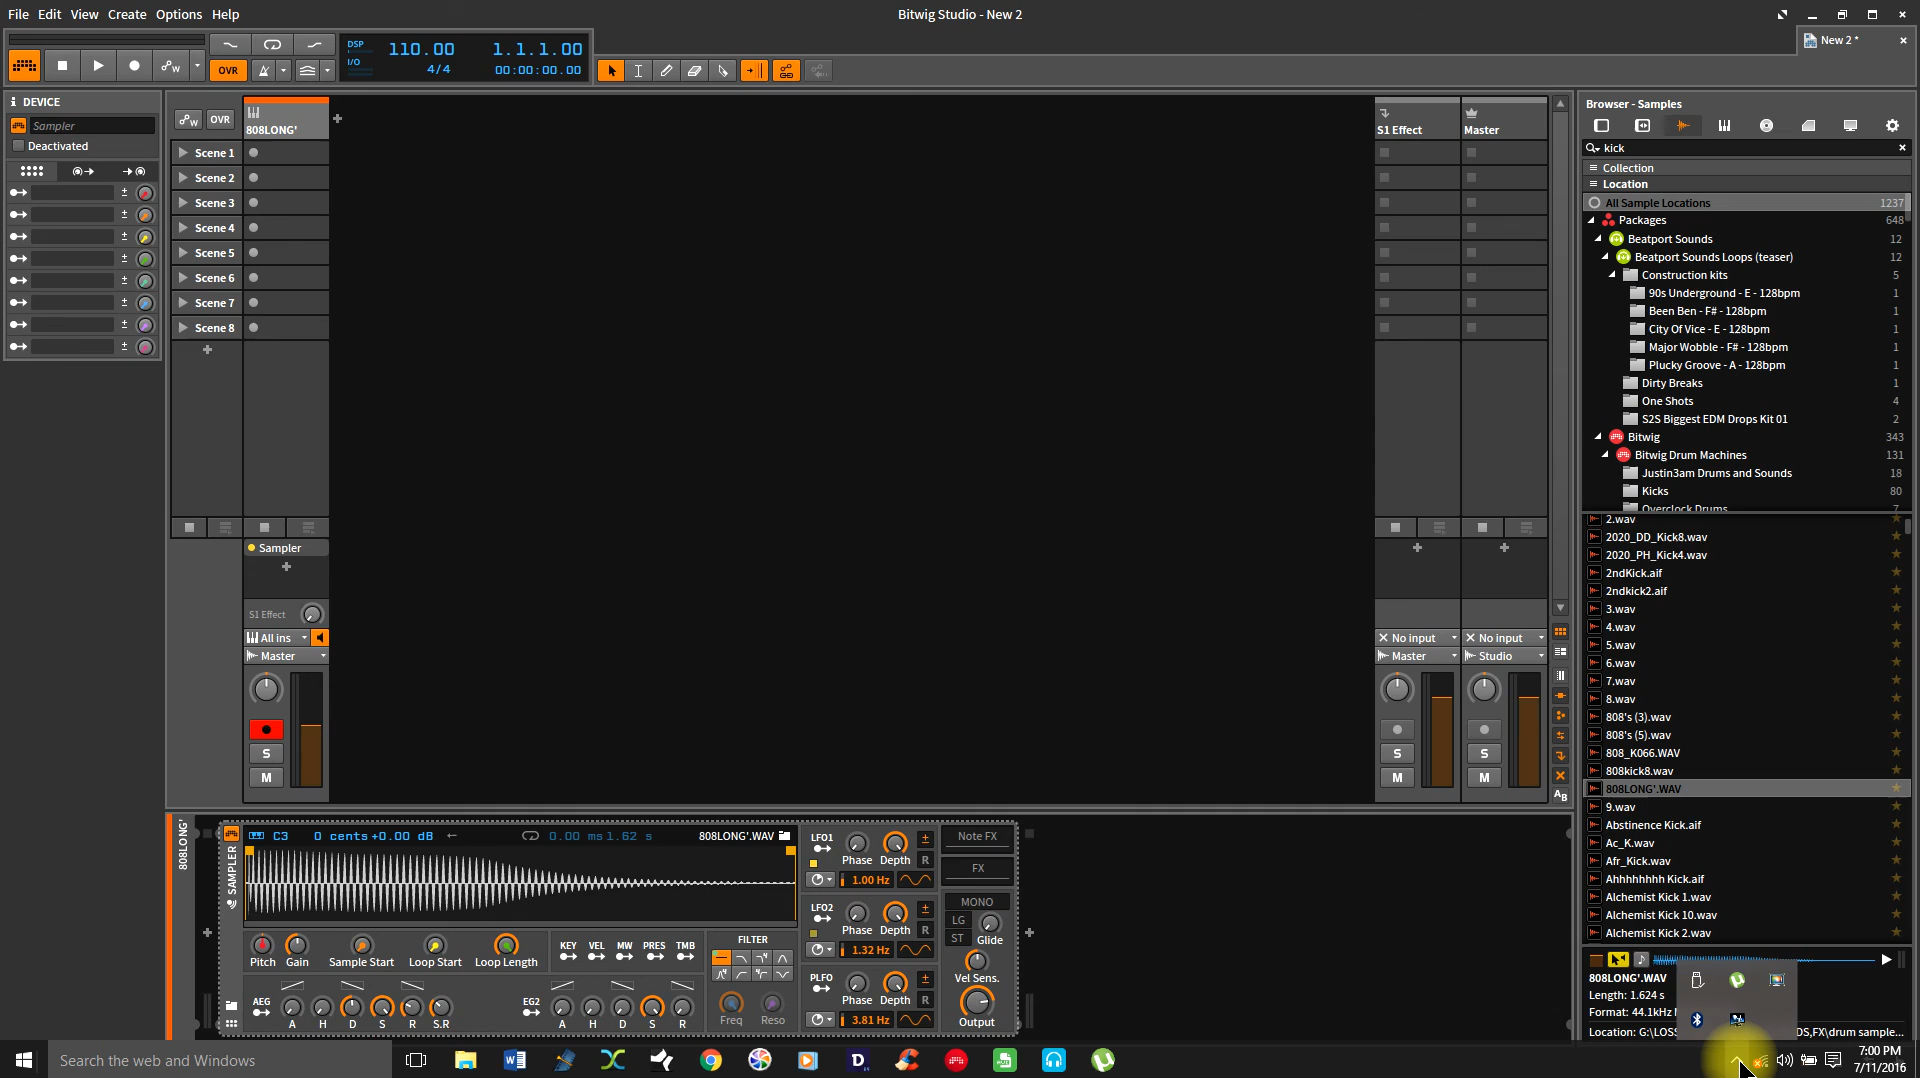 File Edit View Create Options Help
Bitwig Studio - New 2
New 2 *
OVR
DSP
I/O
110.00
4/4
1.1.1.00
00:00:00.00
DEVICE
Sampler
Deactivated
OVR
808LONG'
Scene 1
Scene 2
Scene 3
Scene 4
Scene 5
Scene 6
Scene 7
Scene 8
Sampler
S1 Effect
All ins
Master
S
M
S1 Effect
Master
No input
No input
Master
Studio
S
S
M
M
Browser - Samples
kick
Collection
Location
All Sample Locations 1237
Packages 648
Beatport Sounds 12
Beatport Sounds Loops (teaser) 12
Construction kits 5
90s Underground - E - 128bpm 1
Been Ben - F# - 128bpm 1
City Of Vice - E - 128bpm 1
Major Wobble - F# - 128bpm 1
Plucky Groove - A - 128bpm 1
Dirty Breaks 1
One Shots 4
S2S Biggest EDM Drops Kit 01 2
Bitwig 343
Bitwig Drum Machines 131
Justin3am Drums and Sounds 18
Kicks 80
Overclock Drums 7
2.wav
2020_DD_Kick8.wav
2020_PH_Kick4.wav
2ndKick.aif
2ndkick2.aif
3.wav
4.wav
5.wav
6.wav
7.wav
8.wav
808's (3).wav
808's (5).wav
808_K066.WAV
808kick8.wav
808LONG'.WAV
9.wav
Abstinence Kick.aif
Ac_K.wav
Afr_Kick.wav
Ahhhhhhhh Kick.aif
Alchemist Kick 1.wav
Alchemist Kick 10.wav
Alchemist Kick 2.wav
808LONG'.WAV
Length: 1.624 s
Format: 44.1kHz
Location: G:\LOSS
DS,FX\drum sample...
808LONG'
SAMPLER
C3 0 cents +0.00 dB
0.00 ms 1.62 s
808LONG'.WAV
Pitch Gain Sample Start Loop Start Loop Length
KEY VEL MW PRES TMB
AEG
A H D S R S.R
EG2
A H D S R
FILTER
Freq Reso
LFO1
Phase Depth R
1.00 Hz
LFO2
Phase Depth R
1.32 Hz
PLFO
Phase Depth R
3.81 Hz
Note FX
FX
MONO
LG
ST
Glide
Vel Sens.
Output
AB
Search the web and Windows
7:00 PM
7/11/2016